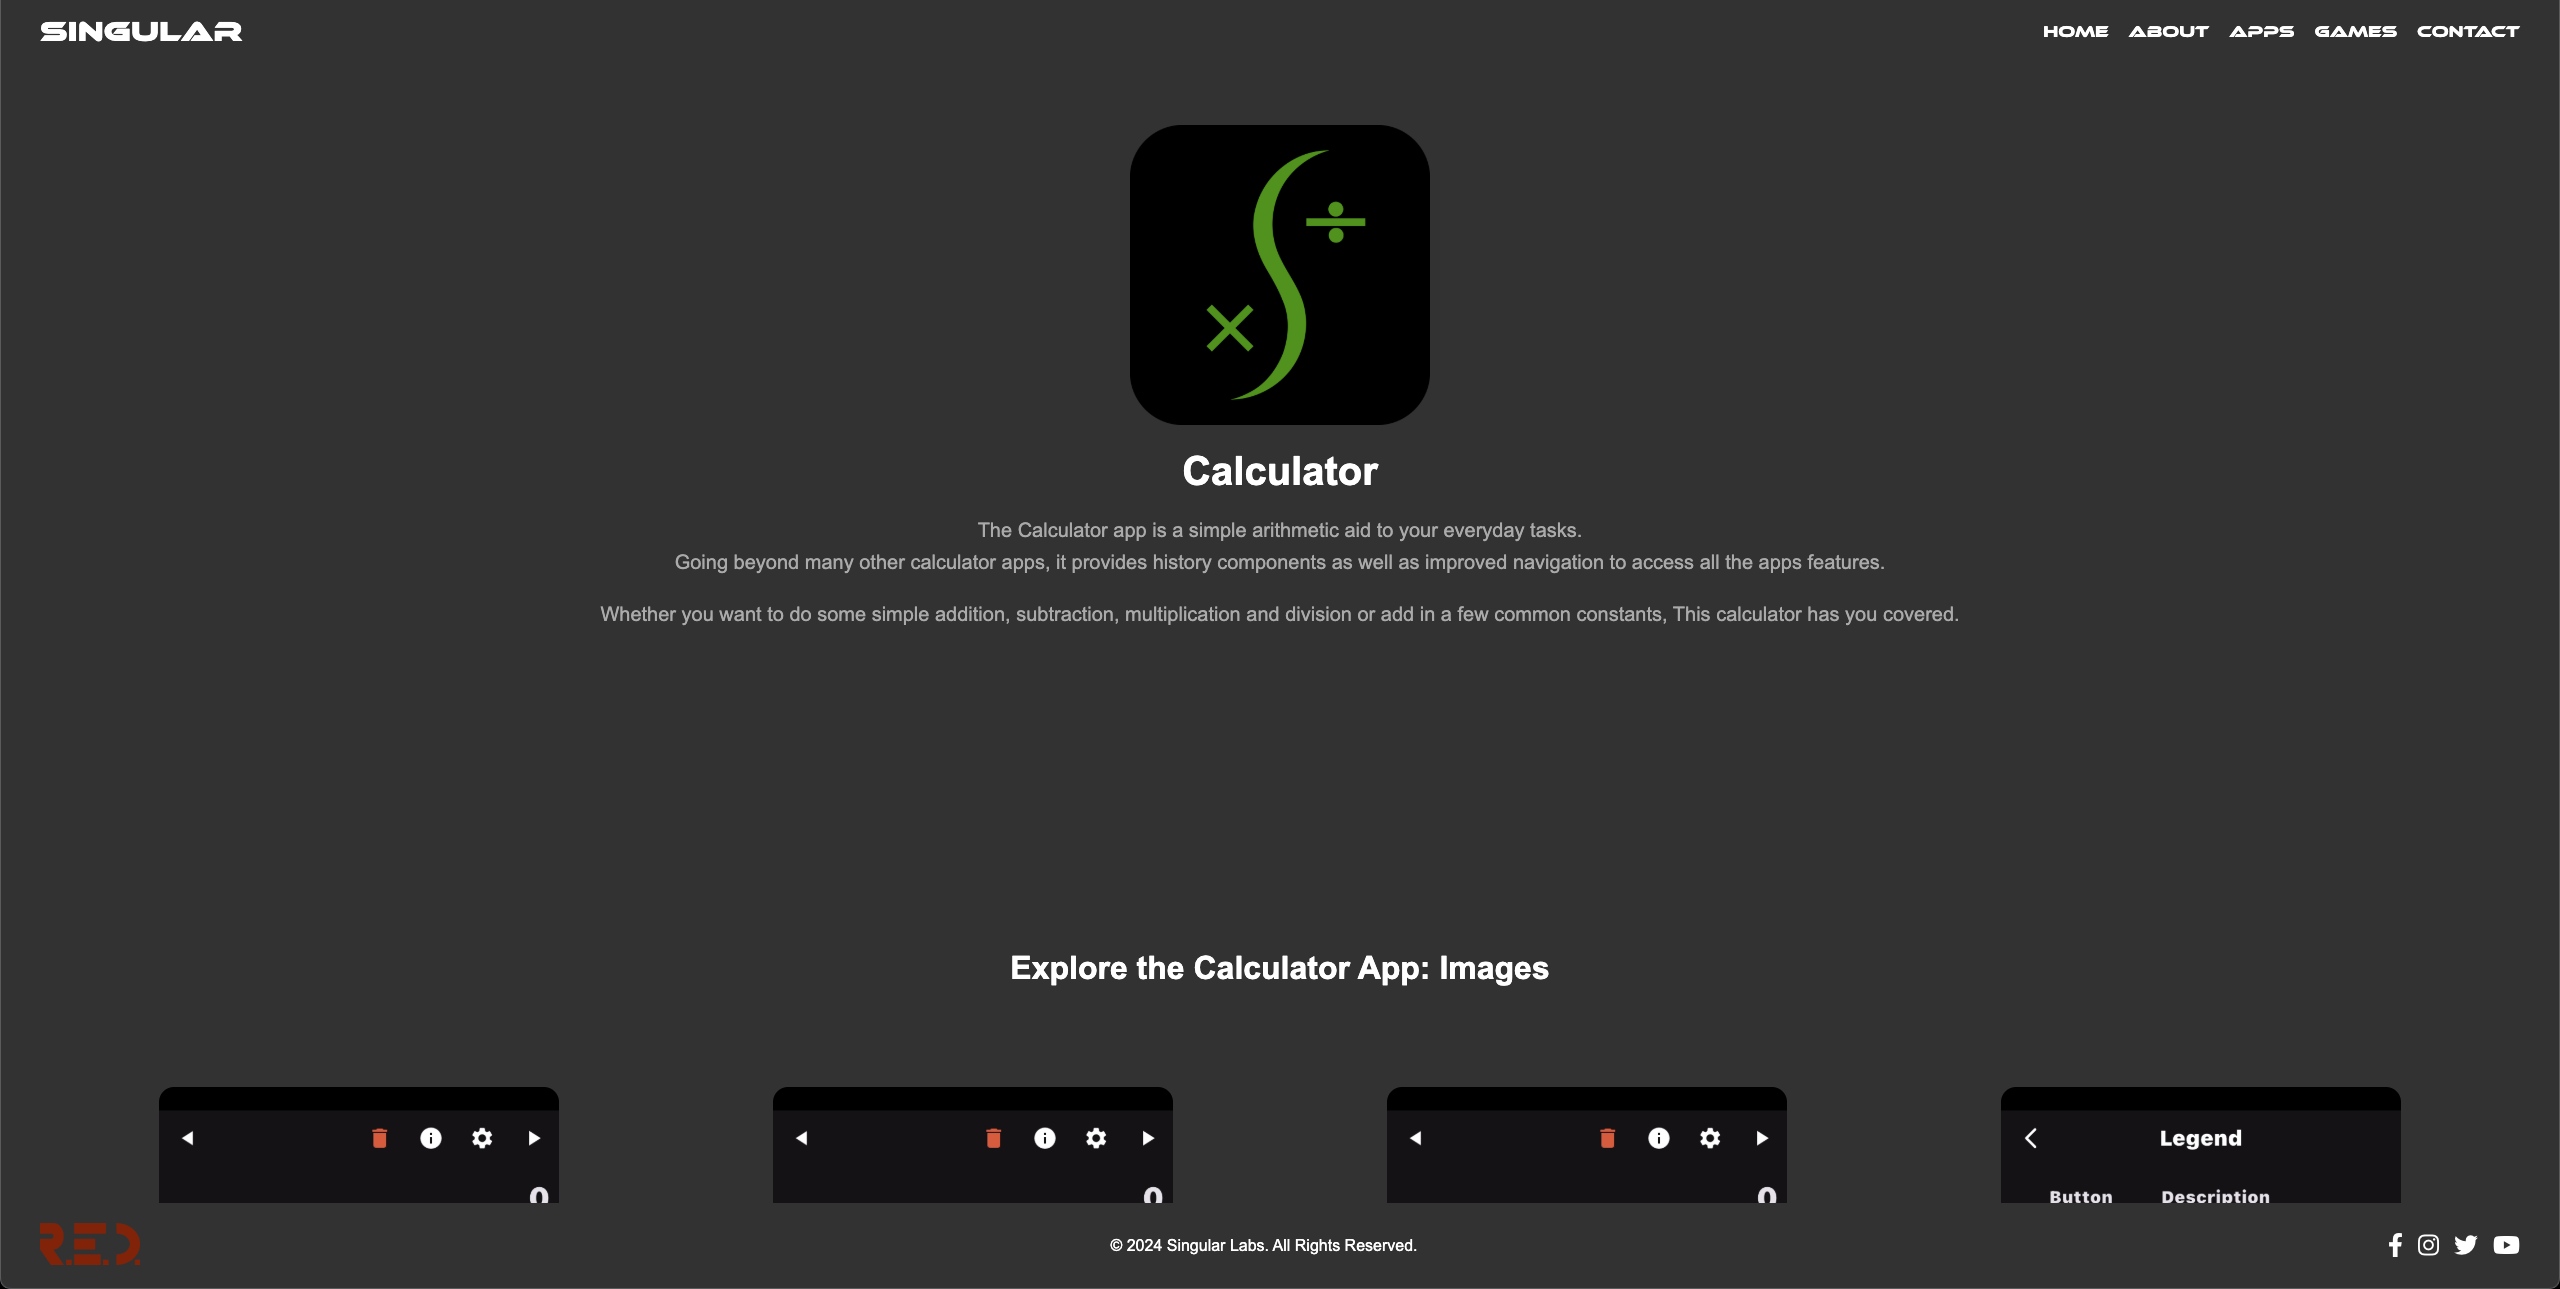 SINGULAR
HOME ABOUT APPS GAMES CONTACT
Calculator
The Calculator app is a simple arithmetic aid to your everyday tasks.
Going beyond many other calculator apps, it provides history components as well as improved navigation to access all the apps features.
Whether you want to do some simple addition, subtraction, multiplication and division or add in a few common constants, This calculator has you covered.
Explore the Calculator App: Images
Legend
0
0
0
Button Description
R.E.D.
© 2024 Singular Labs. All Rights Reserved.